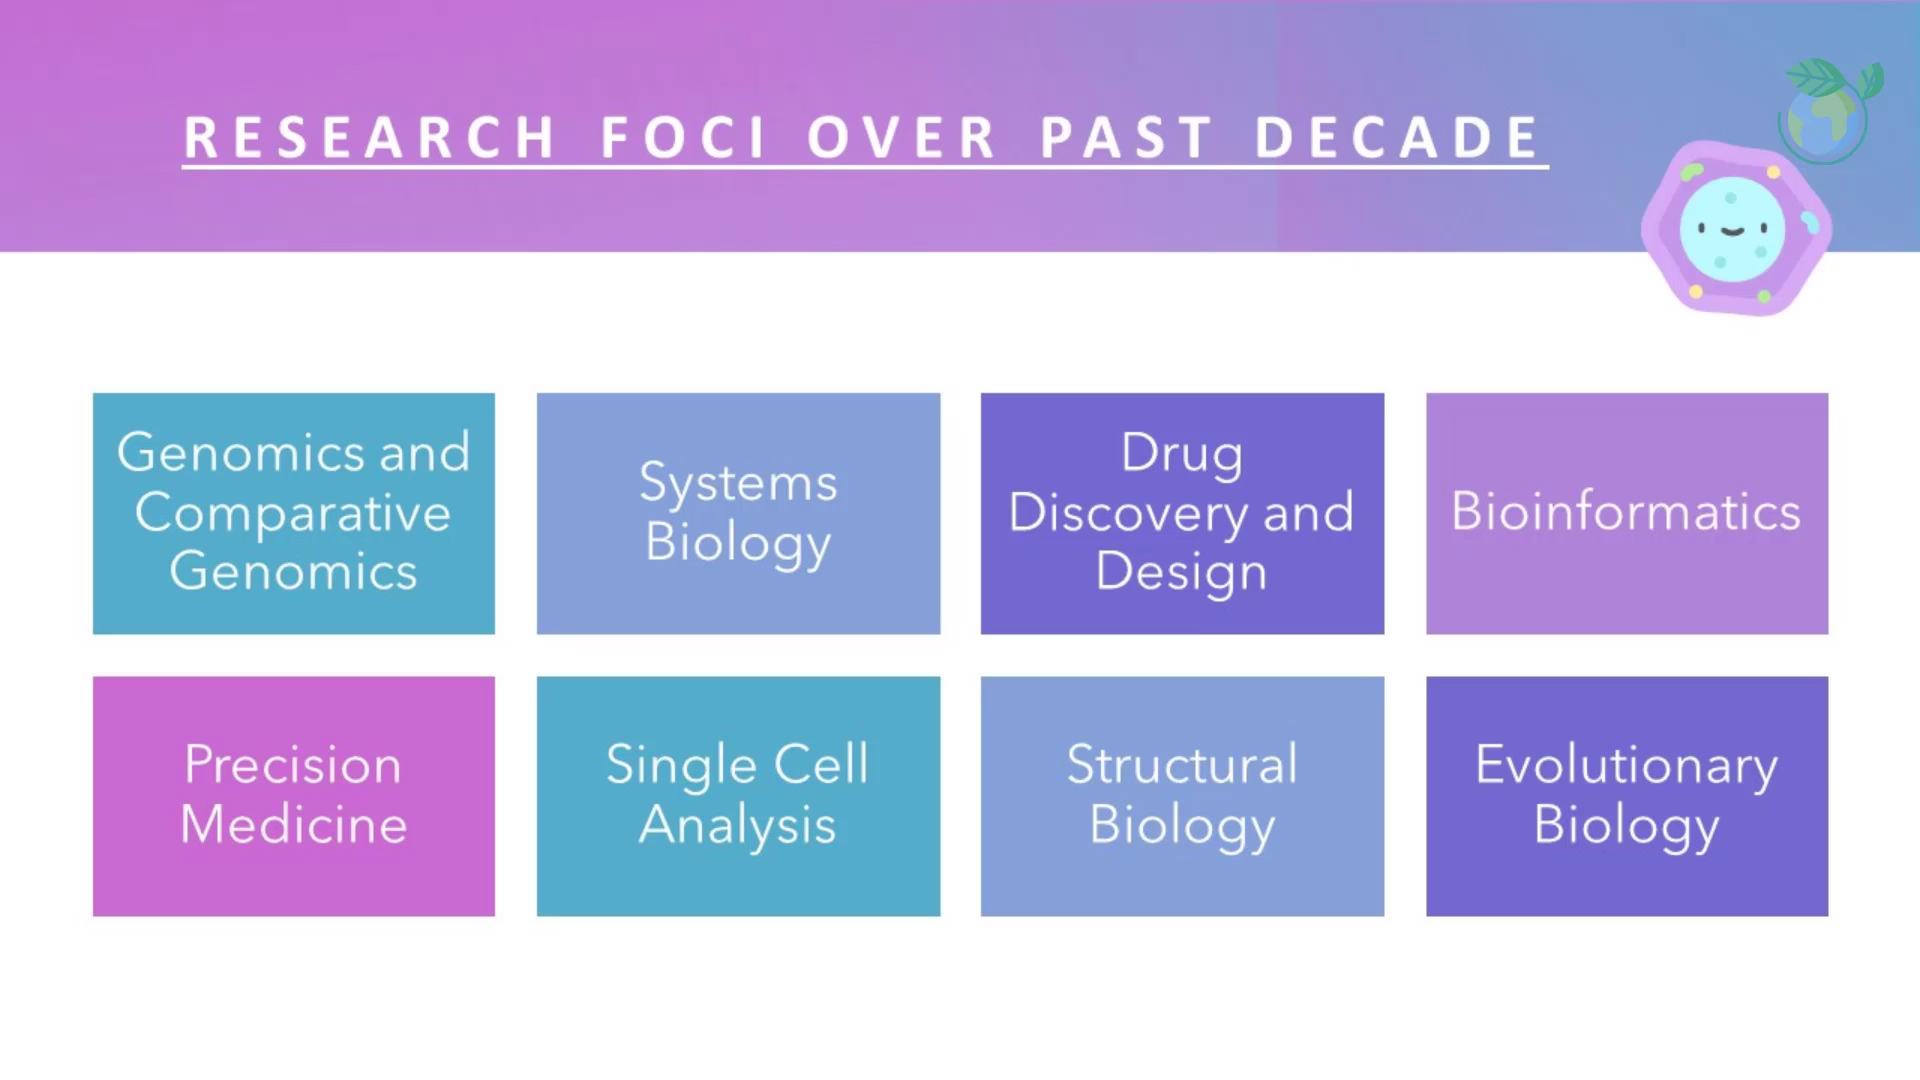 RESEARCH FOCI OVER PAST DECADE
Genomics and
Comparative
Genomics
Systems
Biology
Drug
Discovery and
Design
Bioinformatics
Precision
Medicine
Single Cell
Analysis
Structural
Biology
Evolutionary
Biology